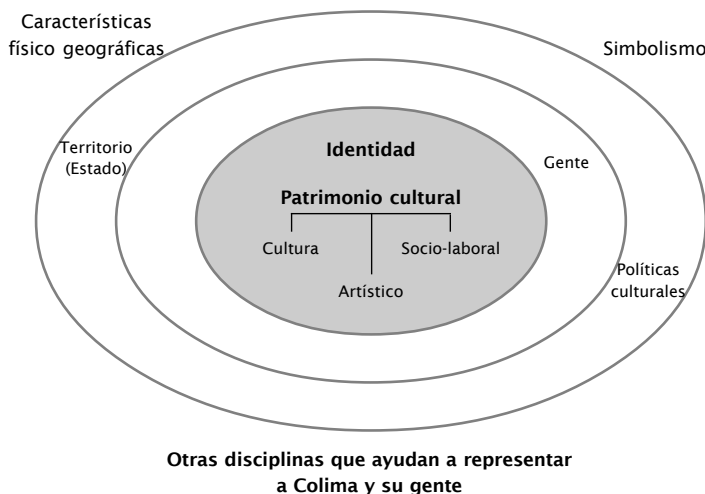 Características
físico geográficas
Simbolismo
Territorio
(Estado)
Identidad
Gente
Patrimonio cultural
Cultura
Socio-laboral
Artístico
Políticas
culturales
Otras disciplinas que ayudan a representar
a Colima y su gente